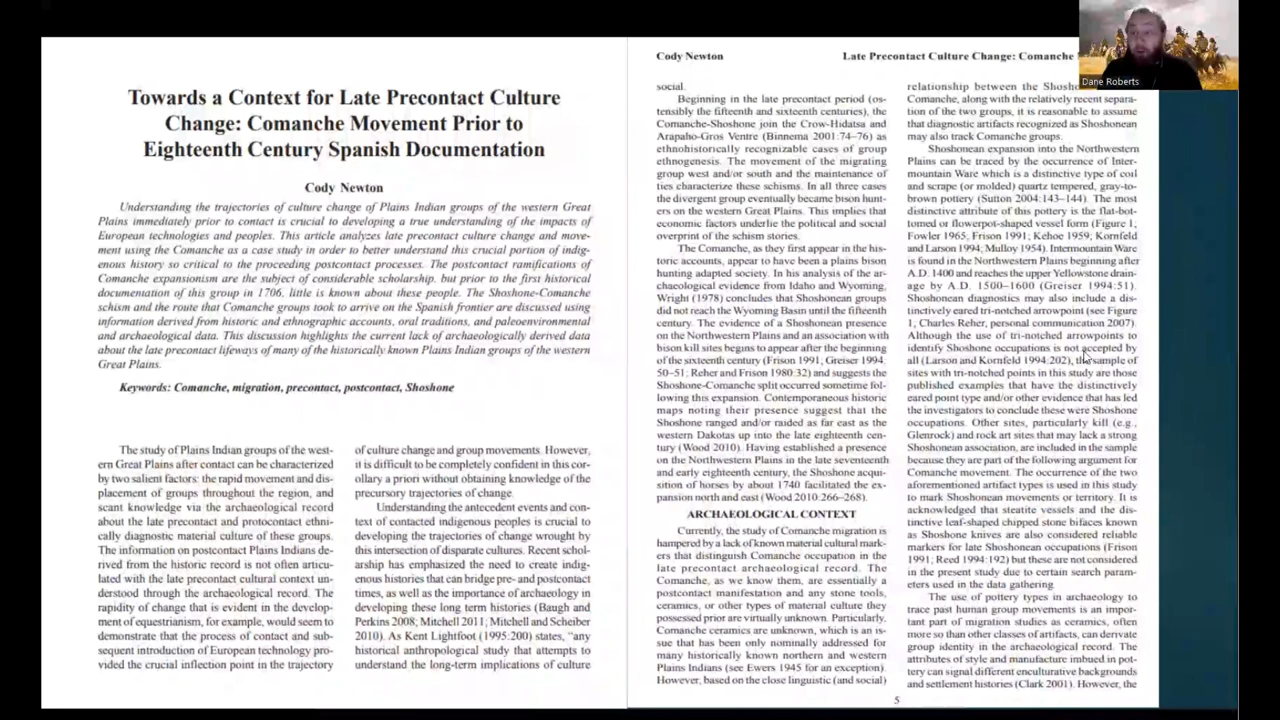 Towards a Context for Late Precontact Culture
Change: Comanche Movement Prior to
Eighteenth Century Spanish Documentation
Cody Newton
Understanding the trajectories of culture change of Plains Indian groups of the western Great
Plains immediately prior to contact is crucial to developing a true understanding of the impacts of
European technologies and peoples. This article analyzes late precontact culture change and move-
ment using the Comanche as a case study in order to better understand this crucial portion of indig-
enous history so critical to the proceeding postcontact processes. The postcontact ramifications of
Comanche expansionism are the subject of considerable scholarship, but prior to the first historical
documentation of this group in 1706, little is known about these people. The Shoshone-Comanche
schism and the route that Comanche groups took to arrive on the Spanish frontier are discussed using
information derived from historic and ethnographic accounts, oral traditions, and paleoenvironmental
and archaeological data. This discussion highlights the current lack of archaeologically derived data
about the late precontact lifeways of many of the historically known Plains Indian groups of the western
Great Plains.
Keywords: Comanche, migration, precontact, postcontact, Shoshone
The study of Plains Indian groups of the west-
ern Great Plains after contact can be characterized
by two salient factors: the rapid movement and dis-
placement of groups throughout the region, and
scant knowledge via the archaeological record
about the late precontact and protocontact ethni-
cally diagnostic material culture of these groups.
The information on postcontact Plains Indians de-
rived from the historic record is not often articu-
lated with the late precontact cultural context un-
derstood through the archaeological record. The
rapidity of change that is evident in the develop-
ment of equestrianism, for example, would seem to
demonstrate that the process of contact and sub-
sequent introduction of European technology pro-
vided the crucial inflection point in the trajectory
of culture change and group movements. However,
it is difficult to be completely confident in this cor-
ollary a priori without obtaining knowledge of the
precursory trajectories of change.
Understanding the antecedent events and con-
text of contacted indigenous peoples is crucial to
developing the trajectories of change wrought by
this intersection of disparate cultures. Recent schol-
arship has emphasized the need to create indig-
enous histories that can bridge pre- and postcontact
times, as well as the importance of archaeology in
developing these long term histories (Baugh and
Perkins 2008; Mitchell 2011; Mitchell and Scheiber
2010). As Kent Lightfoot (1995:200) states, “any
historical anthropological study that attempts to
understand the long-term implications of culture
Cody Newton
Late Precontact Culture Change: Comanche
social.
Beginning in the late precontact period (os-
tensibly the fifteenth and sixteenth centuries), the
Comanche-Shoshone join the Crow-Hidatsa and
Arapaho-Gros Ventre (Binnema 2001:74–76) as
ethnohistorically recognizable cases of group
ethnogenesis. The movement of the migrating
group west and/or south and the maintenance of
ties characterize these schisms. In all three cases
the divergent group eventually became bison hunt-
ers on the western Great Plains. This implies that
economic factors underlie the political and social
overprint of the schism stories.
The Comanche, as they first appear in the his-
toric accounts, appear to have been a plains bison
hunting adapted society. In his analysis of the ar-
chaeological evidence from Idaho and Wyoming,
Wright (1978) concludes that Shoshonean groups
did not reach the Wyoming Basin until the fifteenth
century. The evidence of a Shoshonean presence
on the Northwestern Plains and an association with
bison kill sites begins to appear after the beginning
of the sixteenth century (Frison 1991; Greiser 1994:
50–51; Reher and Frison 1980:32) and suggests the
Shoshone-Comanche split occurred sometime fol-
lowing this expansion. Contemporaneous historic
maps noting their presence suggest that the
Shoshone ranged and/or raided as far east as the
western Dakotas up into the late eighteenth cen-
tury (Wood 2010). Having established a presence
on the Northwestern Plains in the late seventeenth
and early eighteenth century, the Shoshone acqui-
sition of horses by about 1740 facilitated the ex-
pansion north and east (Wood 2010:266–268).
ARCHAEOLOGICAL CONTEXT
Currently, the study of Comanche migration is
hampered by a lack of known material cultural mark-
ers that distinguish Comanche occupation in the
late precontact archaeological record. The
Comanche, as we know them, are essentially a
postcontact manifestation and any stone tools,
ceramics, or other types of material culture they
possessed prior are virtually unknown. Particularly,
Comanche ceramics are unknown, which is an is-
sue that has been only nominally addressed for
many historically known northern and western
Plains Indians (see Ewers 1945 for an exception).
However, based on the close linguistic (and social)
relationship between the
Comanche, along with the relatively recent separa-
tion of the two groups, it is reasonable to assume
that diagnostic artifacts recognized as Shoshonean
may also track Comanche groups.
Shoshonean expansion into the Northwestern
Plains can be traced by the occurrence of Inter-
mountain Ware which is a distinctive type of coil
and scrape (or molded) quartz tempered, gray-to-
brown pottery (Sutton 2004:143–144). The most
distinctive attribute of this pottery is the flat-bot-
tomed or flowerpot-shaped vessel form (Figure 1,
Fowler 1965, Frison 1991; Kehoe 1959; Kornfeld
and Larson 1994; Mulloy 1954). Intermountain Ware
is found in the Northwestern Plains beginning after
A.D. 1400 and reaches the upper Yellowstone drain-
age by A.D. 1500–1600 (Greiser 1994:51).
Shoshonean diagnostics may also include a dis-
tinctively eared tri-notched arrowpoint (see Figure
1, Charles Reher, personal communication 2007).
Although the use of tri-notched arrowpoints to
identify Shoshone occupations is not accepted by
all (Larson and Kornfeld 1994:202), the sample of
sites with tri-notched points in this study are those
published examples that have the distinctively
eared point type and/or other evidence that has led
the investigators to conclude these were Shoshone
occupations. Other sites, particularly kill (e.g.,
Glenrock) and rock art sites that may lack a strong
Shoshonean association, are included in the sample
because they are part of the following argument for
Comanche movement. The occurrence of the two
aforementioned artifact types is used in this study
to mark Shoshonean movements or territory. It is
acknowledged that steatite vessels and the dis-
tinctive leaf-shaped chipped stone bifaces known
as Shoshone knives are also considered reliable
markers for late Shoshonean occupations (Frison
1991; Reed 1994:192) but these are not considered
in the present study due to certain search param-
eters used in the data gathering.
The use of pottery types in archaeology to
trace past human group movements is an impor-
tant part of migration studies as ceramics, often
more so than other classes of artifacts, can derivate
group identity in the archaeological record. The
attributes of style and manufacture imbued in pot-
tery can signal different enculturative backgrounds
and settlement histories (Clark 2001). However, the
5
Dane Roberts